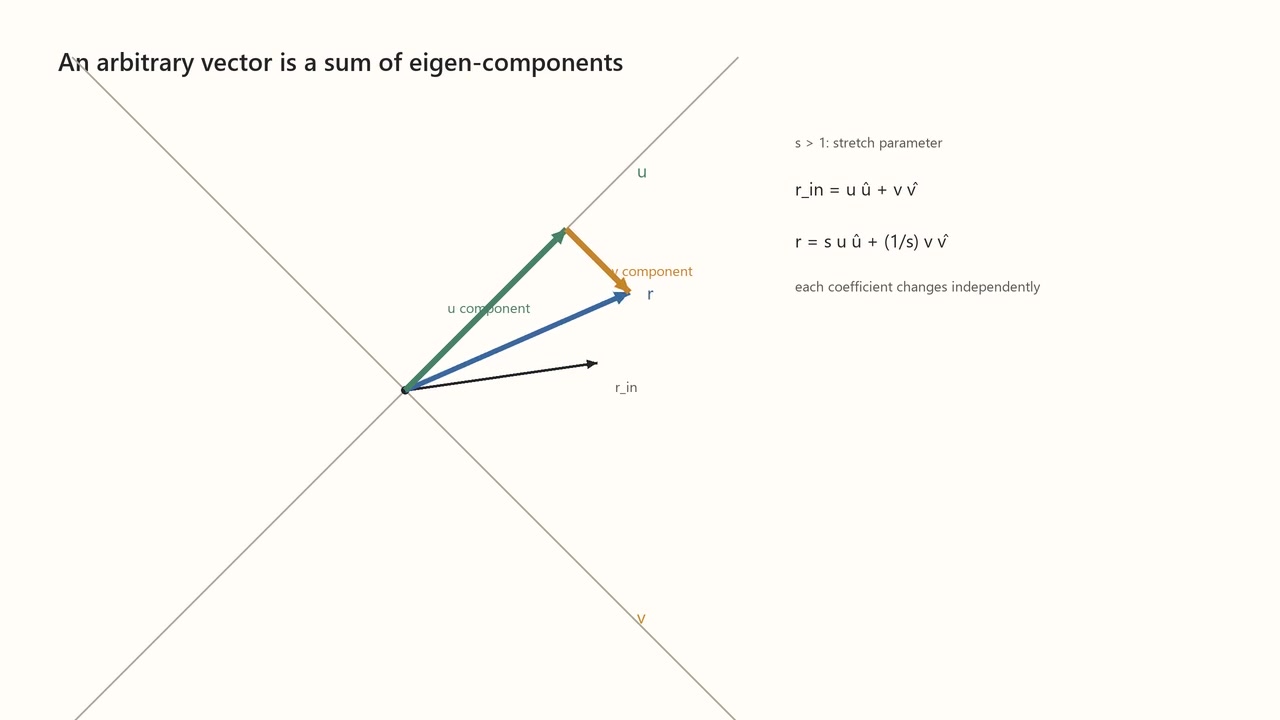 An arbitrary vector is a sum of eigen-components
s > 1: stretch parameter
u
r_in = u û + v v̂
r = s u û + (1/s) v v̂
v component
each coefficient changes independently
r
u component
r_in
v